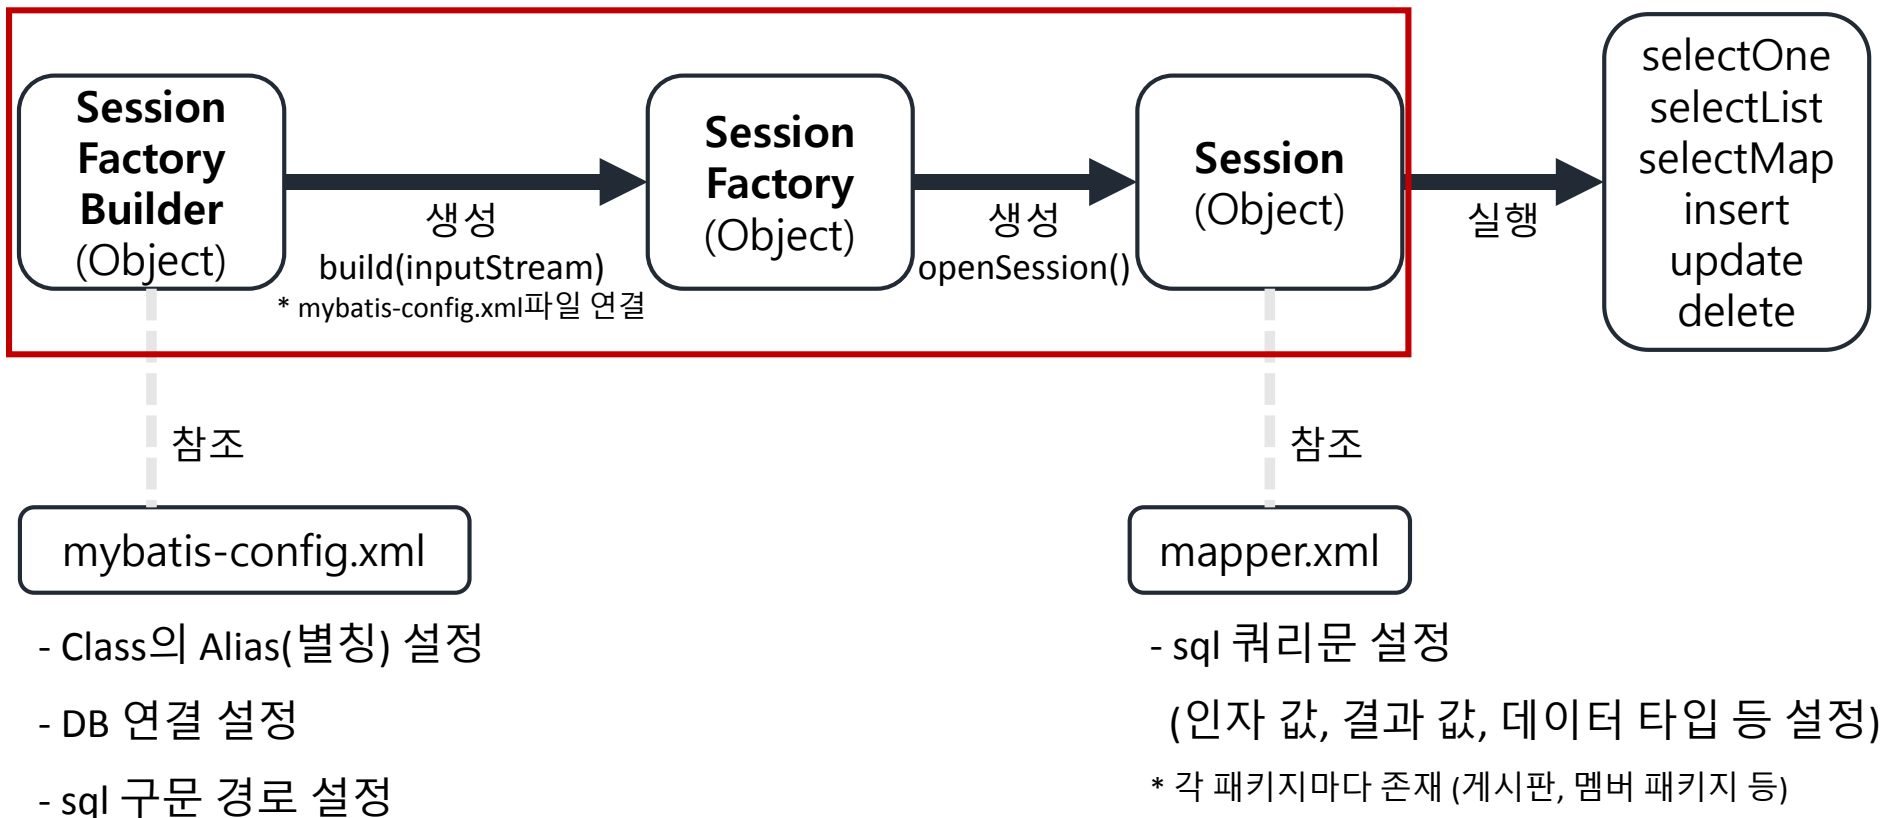 Session
Factory
Builder
(Object)
생성
build(inputStream)
* mybatis-config.xml파일 연결
Session
Factory
(Object)
생성
openSession()
Session
(Object)
실행
selectOne
selectList
selectMap
insert
update
delete
참조
참조
mybatis-config.xml
- Class의 Alias(별칭) 설정
- DB 연결 설정
- sql 구문 경로 설정
mapper.xml
- sql 쿼리문 설정
(인자 값, 결과 값, 데이터 타입 등 설정)
* 각 패키지마다 존재 (게시판, 멤버 패키지 등)